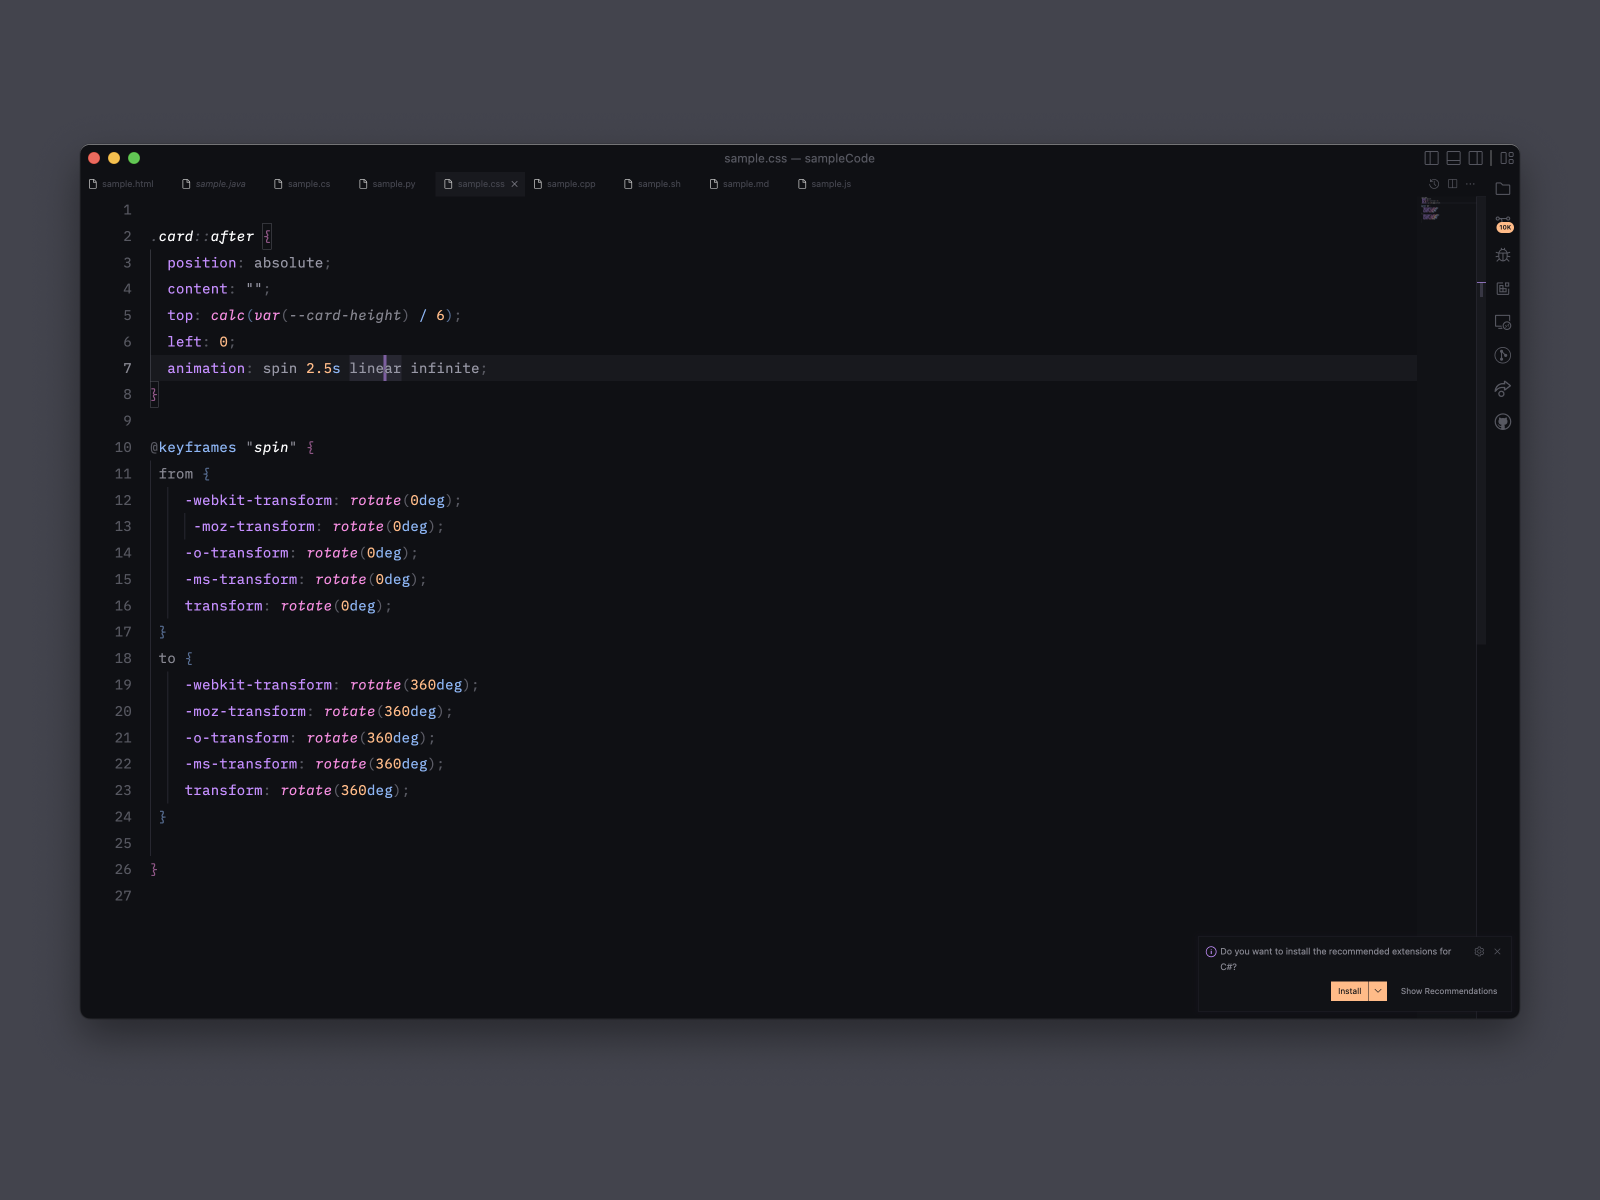 sample.css — sampleCode
sample.html sample.java sample.cs sample.py sample.css sample.cpp sample.sh sample.md sample.js
1
2 .card::after {
3 position: absolute;
4 content: "";
5 top: calc(var(--card-height) / 6);
6 left: 0;
7 animation: spin 2.5s linear infinite;
8 }
9
10 @keyframes "spin" {
11 from {
12 -webkit-transform: rotate(0deg);
13 -moz-transform: rotate(0deg);
14 -o-transform: rotate(0deg);
15 -ms-transform: rotate(0deg);
16 transform: rotate(0deg);
17 }
18 to {
19 -webkit-transform: rotate(360deg);
20 -moz-transform: rotate(360deg);
21 -o-transform: rotate(360deg);
22 -ms-transform: rotate(360deg);
23 transform: rotate(360deg);
24 }
25
26 }
27
10K
Do you want to install the recommended extensions for
C#?
Install
Show Recommendations